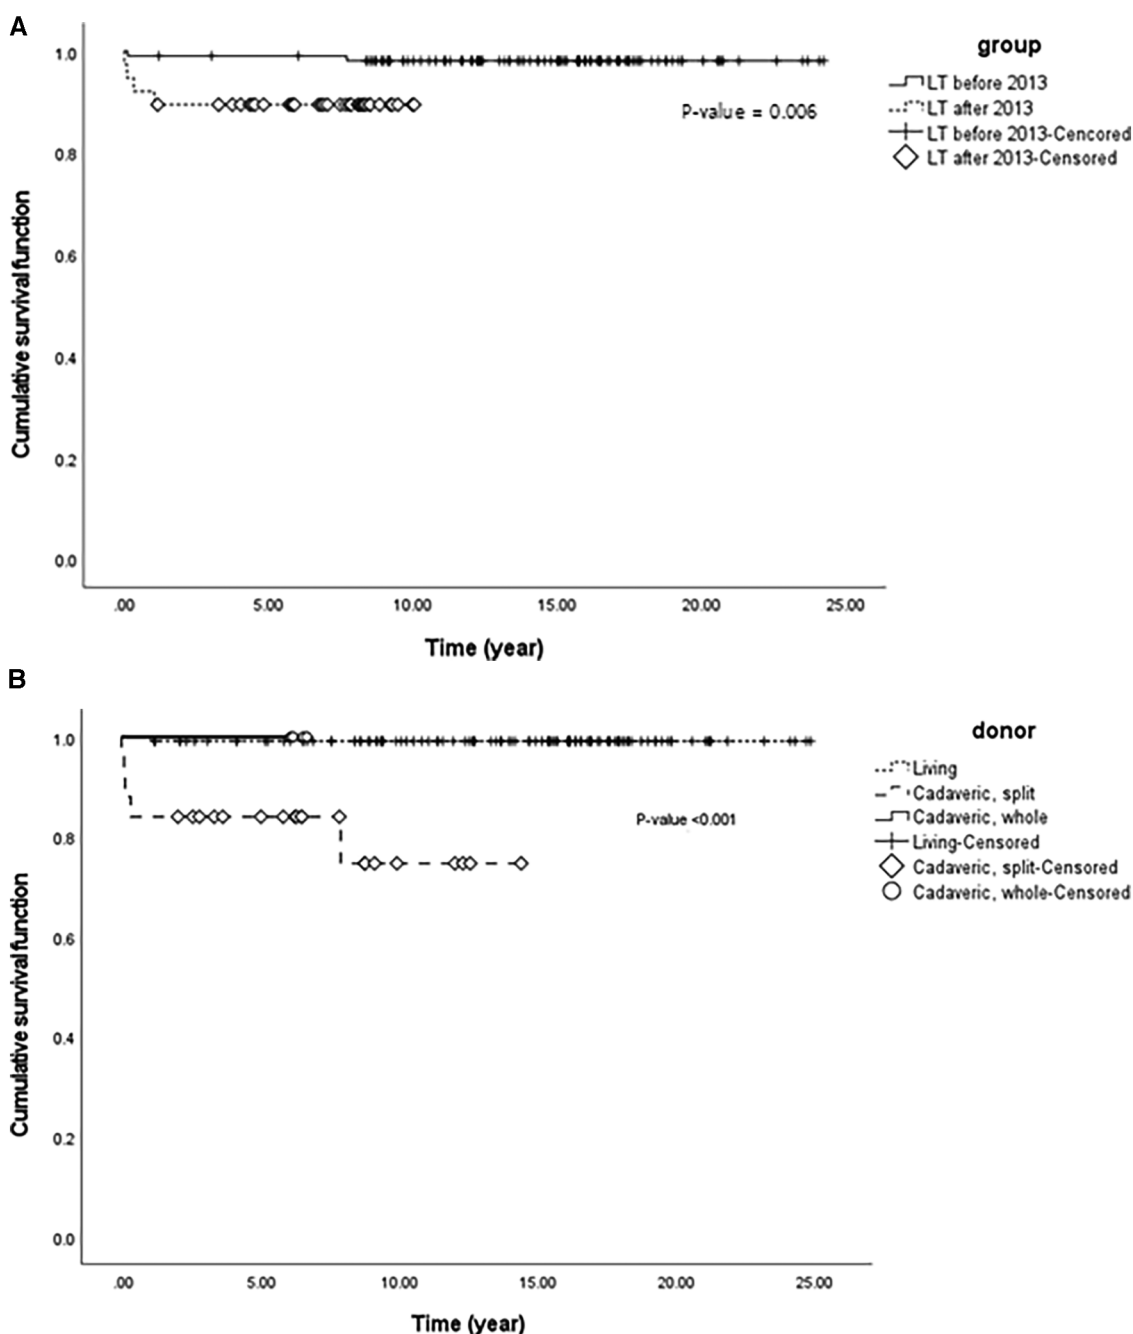 A
group
LT before 2013
LT after 2013
LT before 2013-Cencored
LT after 2013-Censored
P-value = 0.006
Cumulative survival function
1.0
0.8
0.6
0.4
0.2
0.0
.00 5.00 10.00 15.00 20.00 25.00
Time (year)
B
donor
Living
Cadaveric, split
Cadaveric, whole
Living-Censored
Cadaveric, split-Censored
Cadaveric, whole-Censored
P-value <0.001
Cumulative survival function
1.0
0.8
0.6
0.4
0.2
0.0
.00 5.00 10.00 15.00 20.00 25.00
Time (year)